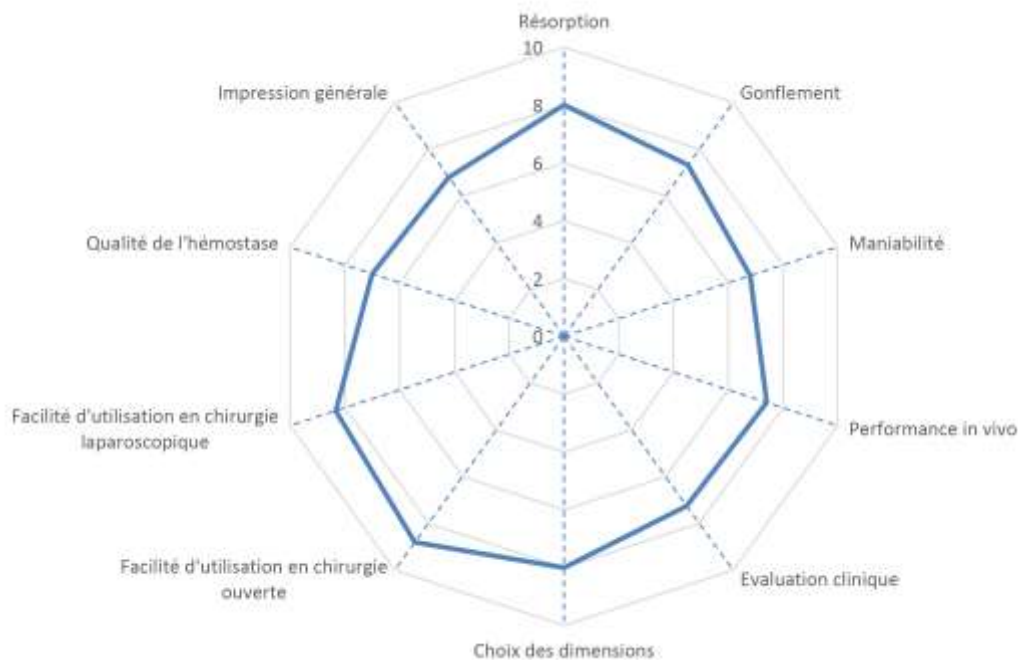 Résorption
10
Impression générale
Gonflement
8
6
Qualité de l'hémostase
Maniabilité
4
2
0
Facilité d'utilisation en chirurgie
laparoscopique
Performance in vivo
Facilité d'utilisation en chirurgie
ouverte
Evaluation clinique
Choix des dimensions